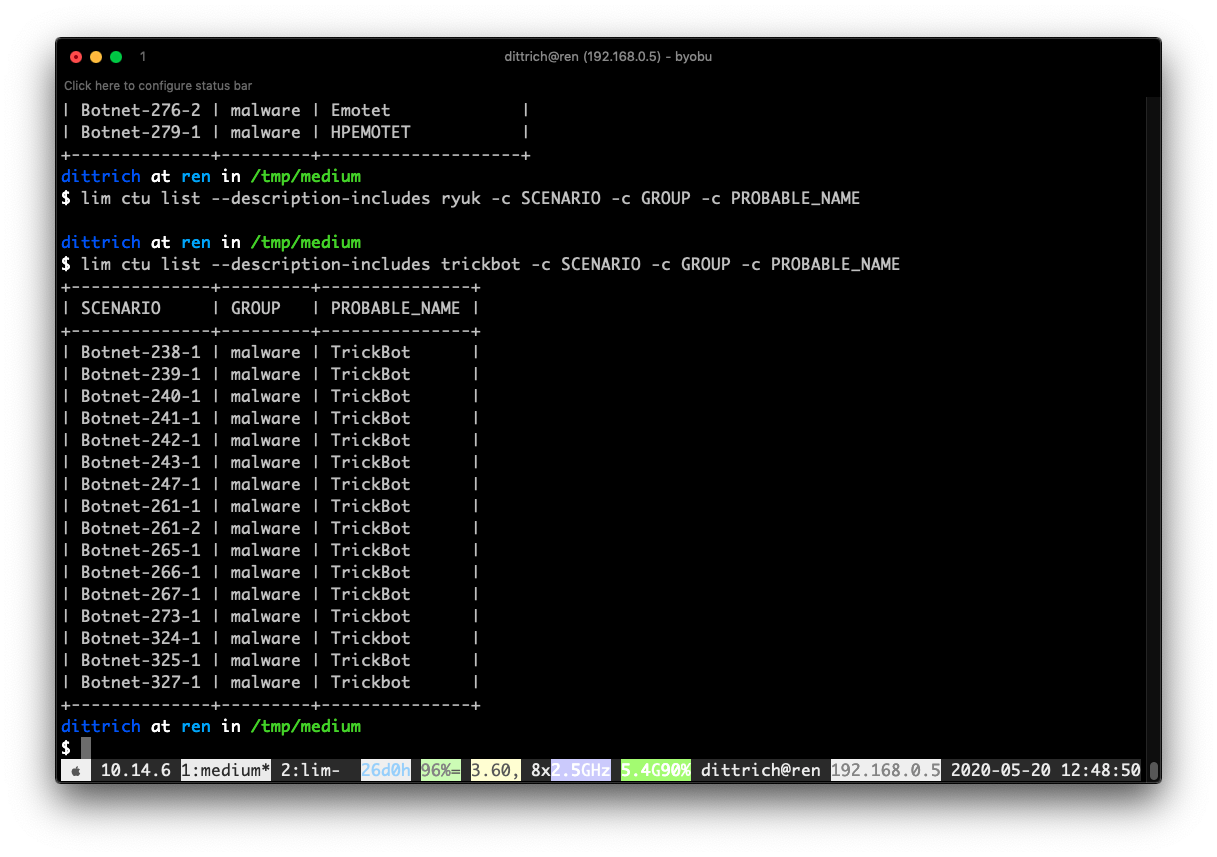 1 dittrich@ren (192.168.0.5) - byobu
Click here to configure status bar
| Botnet-276-2 | malware | Emotet             |
| Botnet-279-1 | malware | HPEMOTET           |
+--------------+---------+--------------------+
dittrich at ren in /tmp/medium
$ lim ctu list --description-includes ryuk -c SCENARIO -c GROUP -c PROBABLE_NAME
dittrich at ren in /tmp/medium
$ lim ctu list --description-includes trickbot -c SCENARIO -c GROUP -c PROBABLE_NAME
+--------------+---------+---------------+
| SCENARIO     | GROUP   | PROBABLE_NAME |
+--------------+---------+---------------+
| Botnet-238-1 | malware | TrickBot      |
| Botnet-239-1 | malware | TrickBot      |
| Botnet-240-1 | malware | TrickBot      |
| Botnet-241-1 | malware | TrickBot      |
| Botnet-242-1 | malware | TrickBot      |
| Botnet-243-1 | malware | TrickBot      |
| Botnet-247-1 | malware | TrickBot      |
| Botnet-261-1 | malware | TrickBot      |
| Botnet-261-2 | malware | TrickBot      |
| Botnet-265-1 | malware | TrickBot      |
| Botnet-266-1 | malware | TrickBot      |
| Botnet-267-1 | malware | TrickBot      |
| Botnet-273-1 | malware | Trickbot      |
| Botnet-324-1 | malware | Trickbot      |
| Botnet-325-1 | malware | TrickBot      |
| Botnet-327-1 | malware | Trickbot      |
+--------------+---------+---------------+
dittrich at ren in /tmp/medium
$
10.14.6 1:medium* 2:lim- 26d0h 96%= 3.60, 8x2.5GHz 5.4G90% dittrich@ren 192.168.0.5 2020-05-20 12:48:50